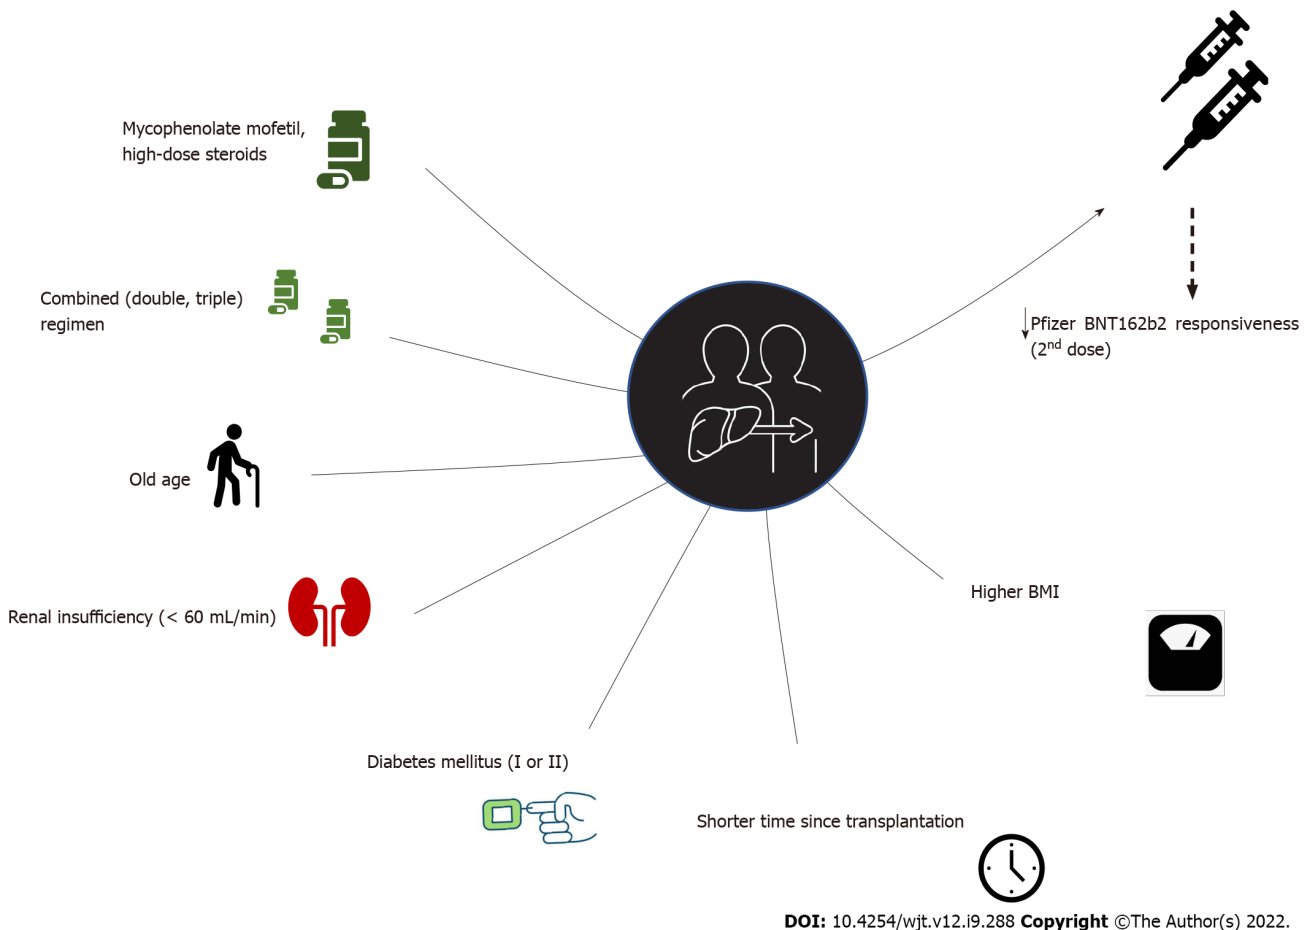 Mycophenolate mofetil,
high-dose steroids
Combined (double, triple)
regimen
Old age
Renal insufficiency (< 60 mL/min)
Diabetes mellitus (I or II)
Shorter time since transplantation
Higher BMI
Pfizer BNT162b2 responsiveness
(2nd dose)
DOI: 10.4254/wjt.v12.i9.288 Copyright ©The Author(s) 2022.